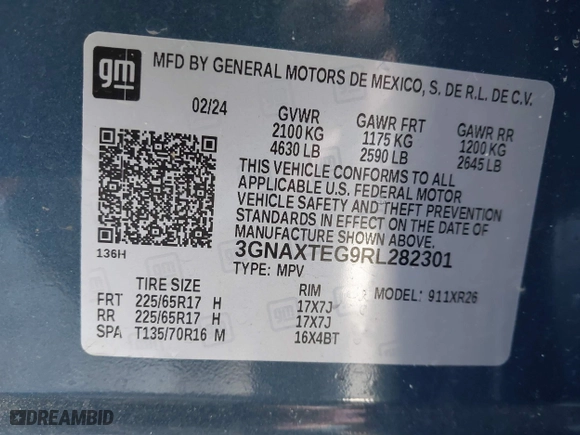 gm
MFD BY GENERAL MOTORS DE MEXICO, S. DE R.L. DE C.V.
02/24 GVWR GAWR FRT GAWR RR
2100 KG 1175 KG 1200 KG
4630 LB 2590 LB 2645 LB
THIS VEHICLE CONFORMS TO ALL
APPLICABLE U.S. FEDERAL MOTOR
VEHICLE SAFETY AND THEFT PREVENTION
STANDARDS IN EFFECT ON THE DATE OF
MANUFACTURE SHOWN ABOVE.
136H 3GNAXTEG9RL282301
TYPE: MPV
TIRE SIZE RIM MODEL: 911XR26
FRT 225/65R17 H 17X7J
RR 225/65R17 H 17X7J
SPA T135/70R16 M 16X4BT
DREAMBID